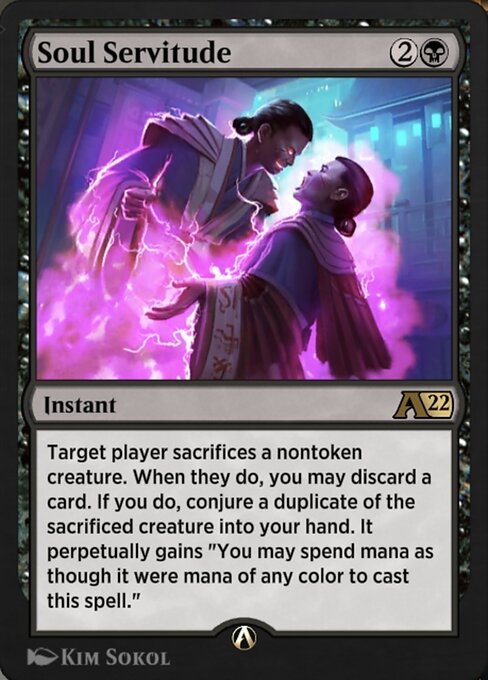 Soul Servitude 2
Instant A22
Target player sacrifices a nontoken
creature. When they do, you may discard a
card. If you do, conjure a duplicate of the
sacrificed creature into your hand. It
perpetually gains "You may spend mana as
though it were mana of any color to cast
this spell."
Kim Sokol